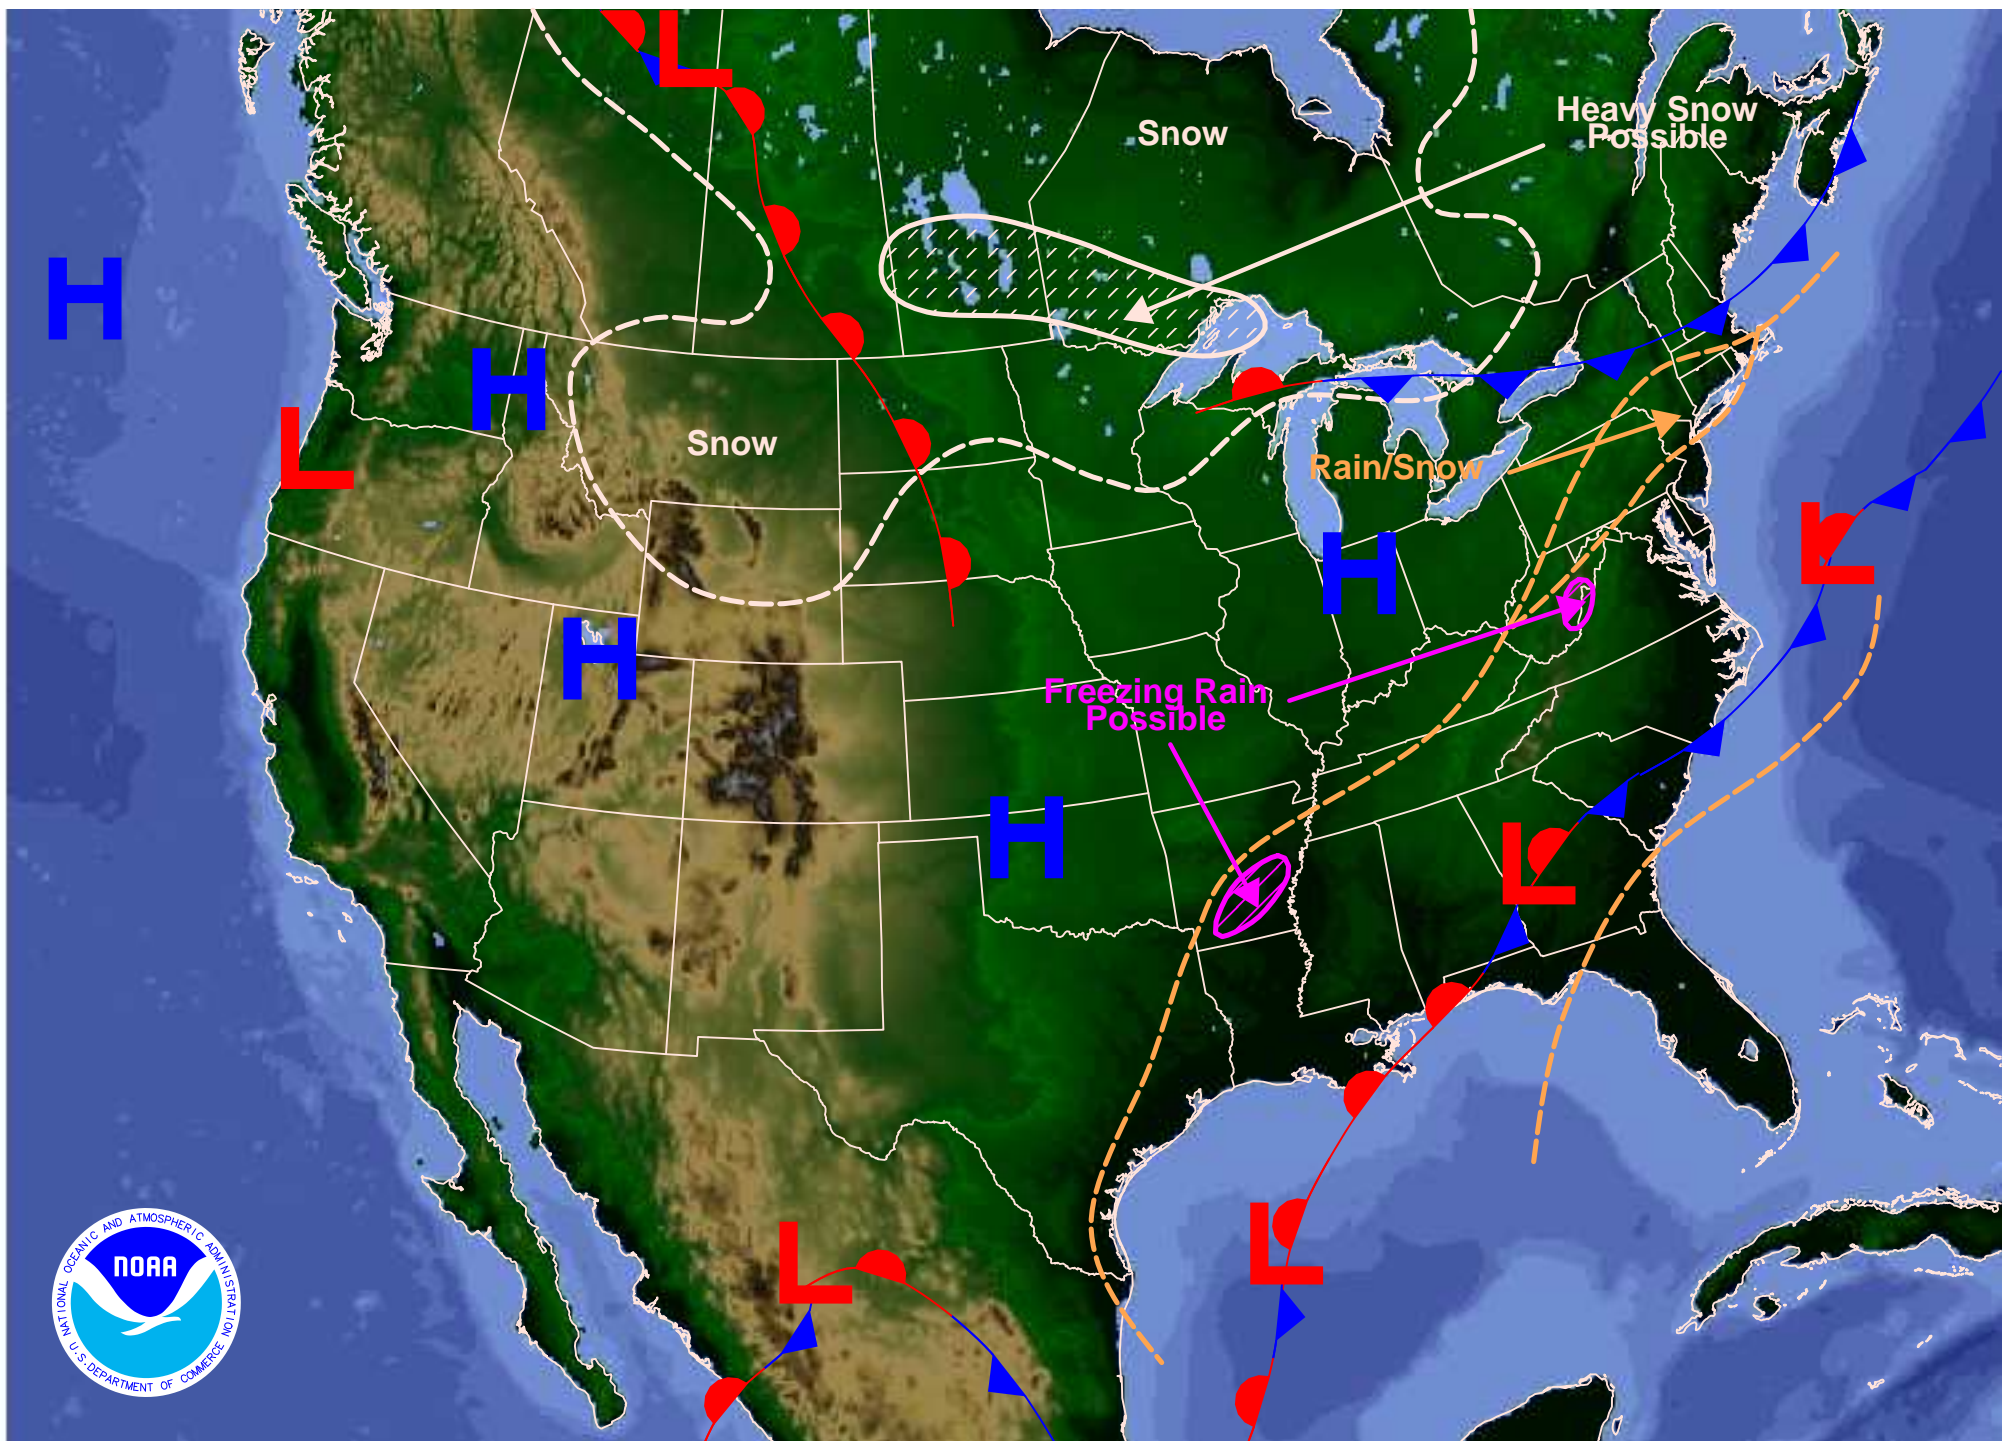 Heavy Snow
Possible
Snow
L
H
H
L
Snow
Rain/Snow
L
H
H
Freezing Rain
Possible
H
L
L
L
NATIONAL OCEANIC AND ATMOSPHERIC ADMINISTRATION
NOAA
U.S. DEPARTMENT OF COMMERCE